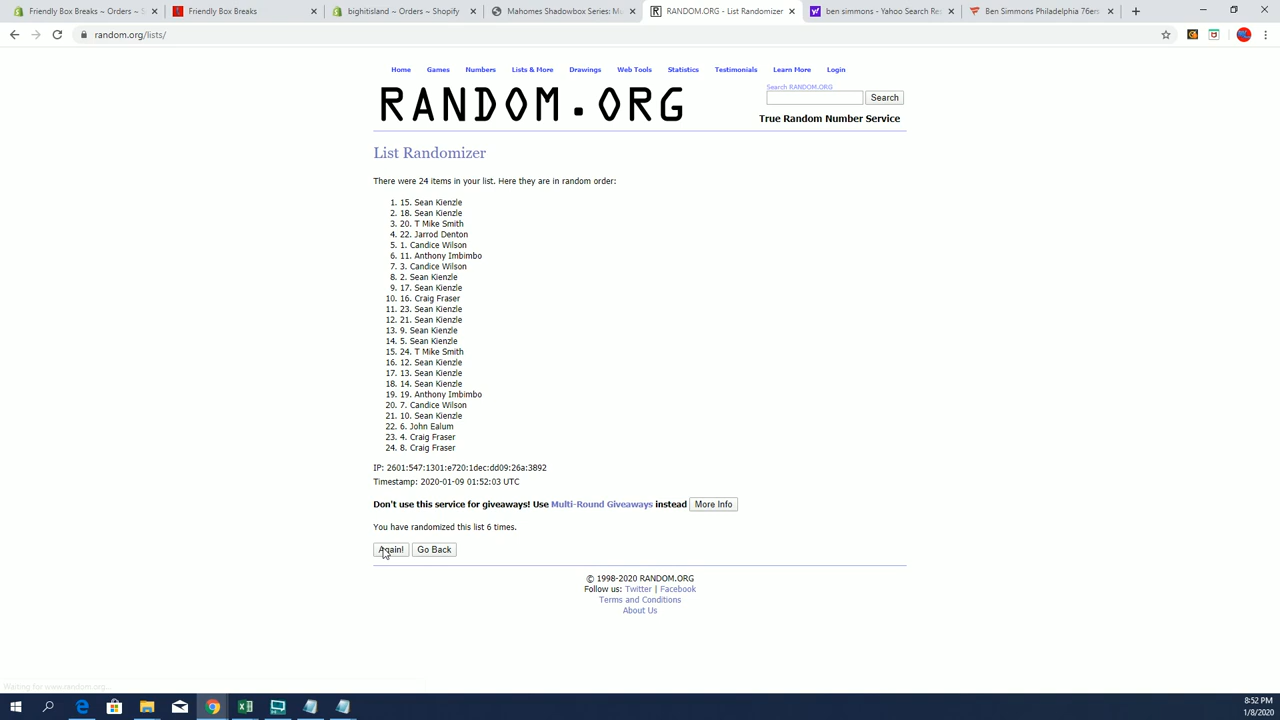 Friendly Box Breaks ~ Orders ~ S
Friendly Box Breaks
bighitisland ~ Orders ~ Shopify
Mahomes Shadowbox Series: Mu
RANDOM.ORG - List Randomizer
ben simmons - Yahoo Search Re
Ben Simmons Philadelphia 76ers
random.org/lists/
Home Games Numbers Lists & More Drawings Web Tools Statistics Testimonials Learn More Login
RANDOM.ORG
Search RANDOM.ORG
Search
True Random Number Service
List Randomizer
There were 24 items in your list. Here they are in random order:
1. 15. Sean Kienzle
2. 18. Sean Kienzle
3. 20. T Mike Smith
4. 22. Jarrod Denton
5. 1. Candice Wilson
6. 11. Anthony Imbimbo
7. 3. Candice Wilson
8. 2. Sean Kienzle
9. 17. Sean Kienzle
10. 16. Craig Fraser
11. 23. Sean Kienzle
12. 21. Sean Kienzle
13. 9. Sean Kienzle
14. 5. Sean Kienzle
15. 24. T Mike Smith
16. 12. Sean Kienzle
17. 13. Sean Kienzle
18. 14. Sean Kienzle
19. 19. Anthony Imbimbo
20. 7. Candice Wilson
21. 10. Sean Kienzle
22. 6. John Ealum
23. 4. Craig Fraser
24. 8. Craig Fraser
IP: 2601:547:1301:e720:1dec:dd09:26a:3892
Timestamp: 2020-01-09 01:52:03 UTC
Don't use this service for giveaways! Use Multi-Round Giveaways instead More Info
You have randomized this list 6 times.
Again! Go Back
© 1998-2020 RANDOM.ORG
Follow us: Twitter | Facebook
Terms and Conditions
About Us
Waiting for www.random.org...
8:52 PM
1/8/2020